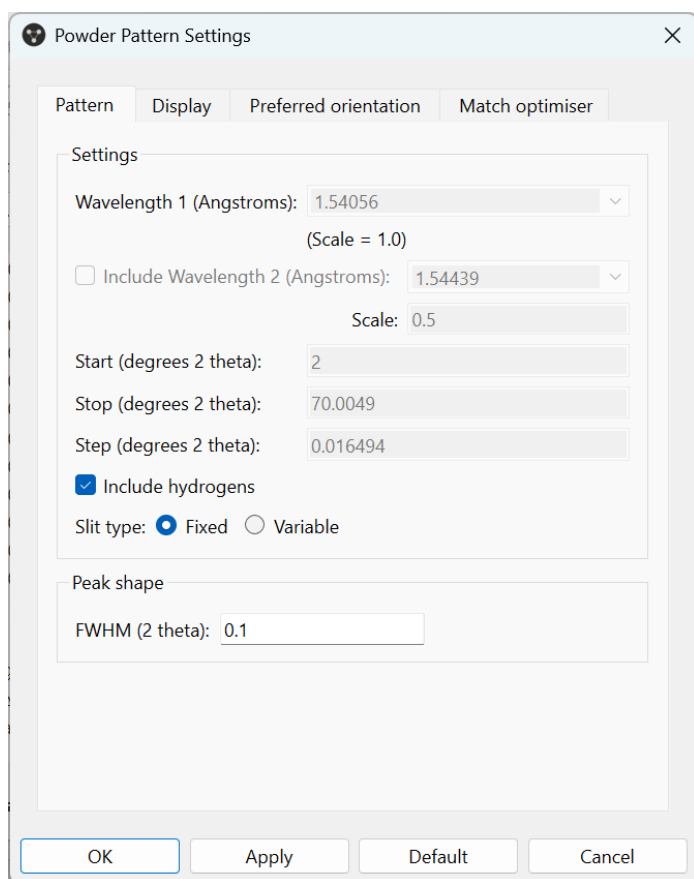 Powder Pattern Settings
Pattern Display Preferred orientation Match optimiser
Settings
Wavelength 1 (Angstroms): 1.54056
(Scale = 1.0)
Include Wavelength 2 (Angstroms): 1.54439
Scale: 0.5
Start (degrees 2 theta): 2
Stop (degrees 2 theta): 70.0049
Step (degrees 2 theta): 0.016494
Include hydrogens
Slit type: Fixed Variable
Peak shape
FWHM (2 theta): 0.1
OK Apply Default Cancel